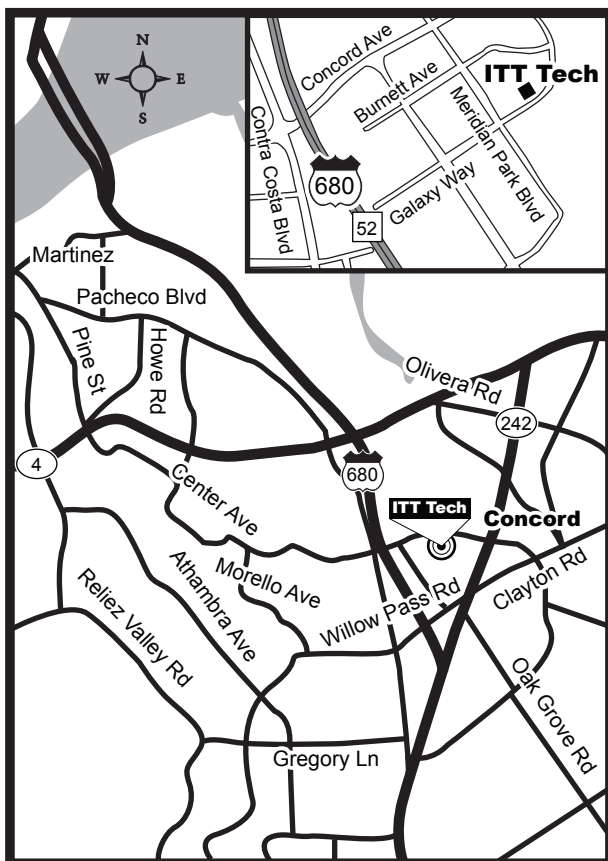 N
W E
S
Concord Ave
Burnett Ave
ITT Tech
Meridian Park Blvd
Contra Costa Blvd
680
52
Galaxy Way
Martinez
Pacheco Blvd
Pine St
Howe Rd
Olivera Rd
242
4
680
Center Ave
ITT Tech
Concord
Morello Ave
Clayton Rd
Athambra Ave
Willow Pass Rd
Reliez Valley Rd
Oak Grove Rd
Gregory Ln